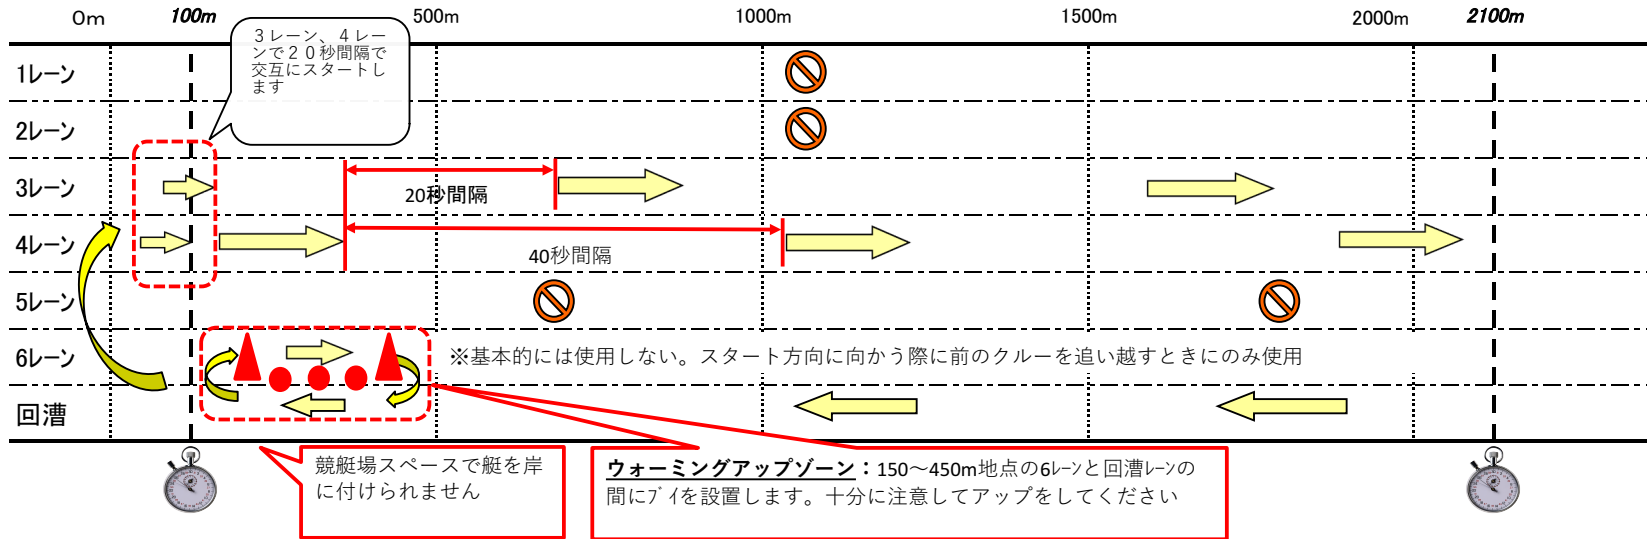 0m 100m 500m 1000m 1500m 2000m 2100m
3レーン、4レー
ンで20秒間隔で
交互にスタートし
ます
1レーン
2レーン
3レーン
20秒間隔
4レーン
40秒間隔
5レーン
6レーン
※基本的には使用しない。スタート方向に向かう際に前のクルーを追い越すときにのみ使用
回漕
競艇場スペースで艇を岸
に付けられません
ウォーミングアップゾーン：150～450m地点の6ﾚｰﾝと回漕ﾚｰﾝの
間にﾌﾞｲを設置します。十分に注意してアップをしてください